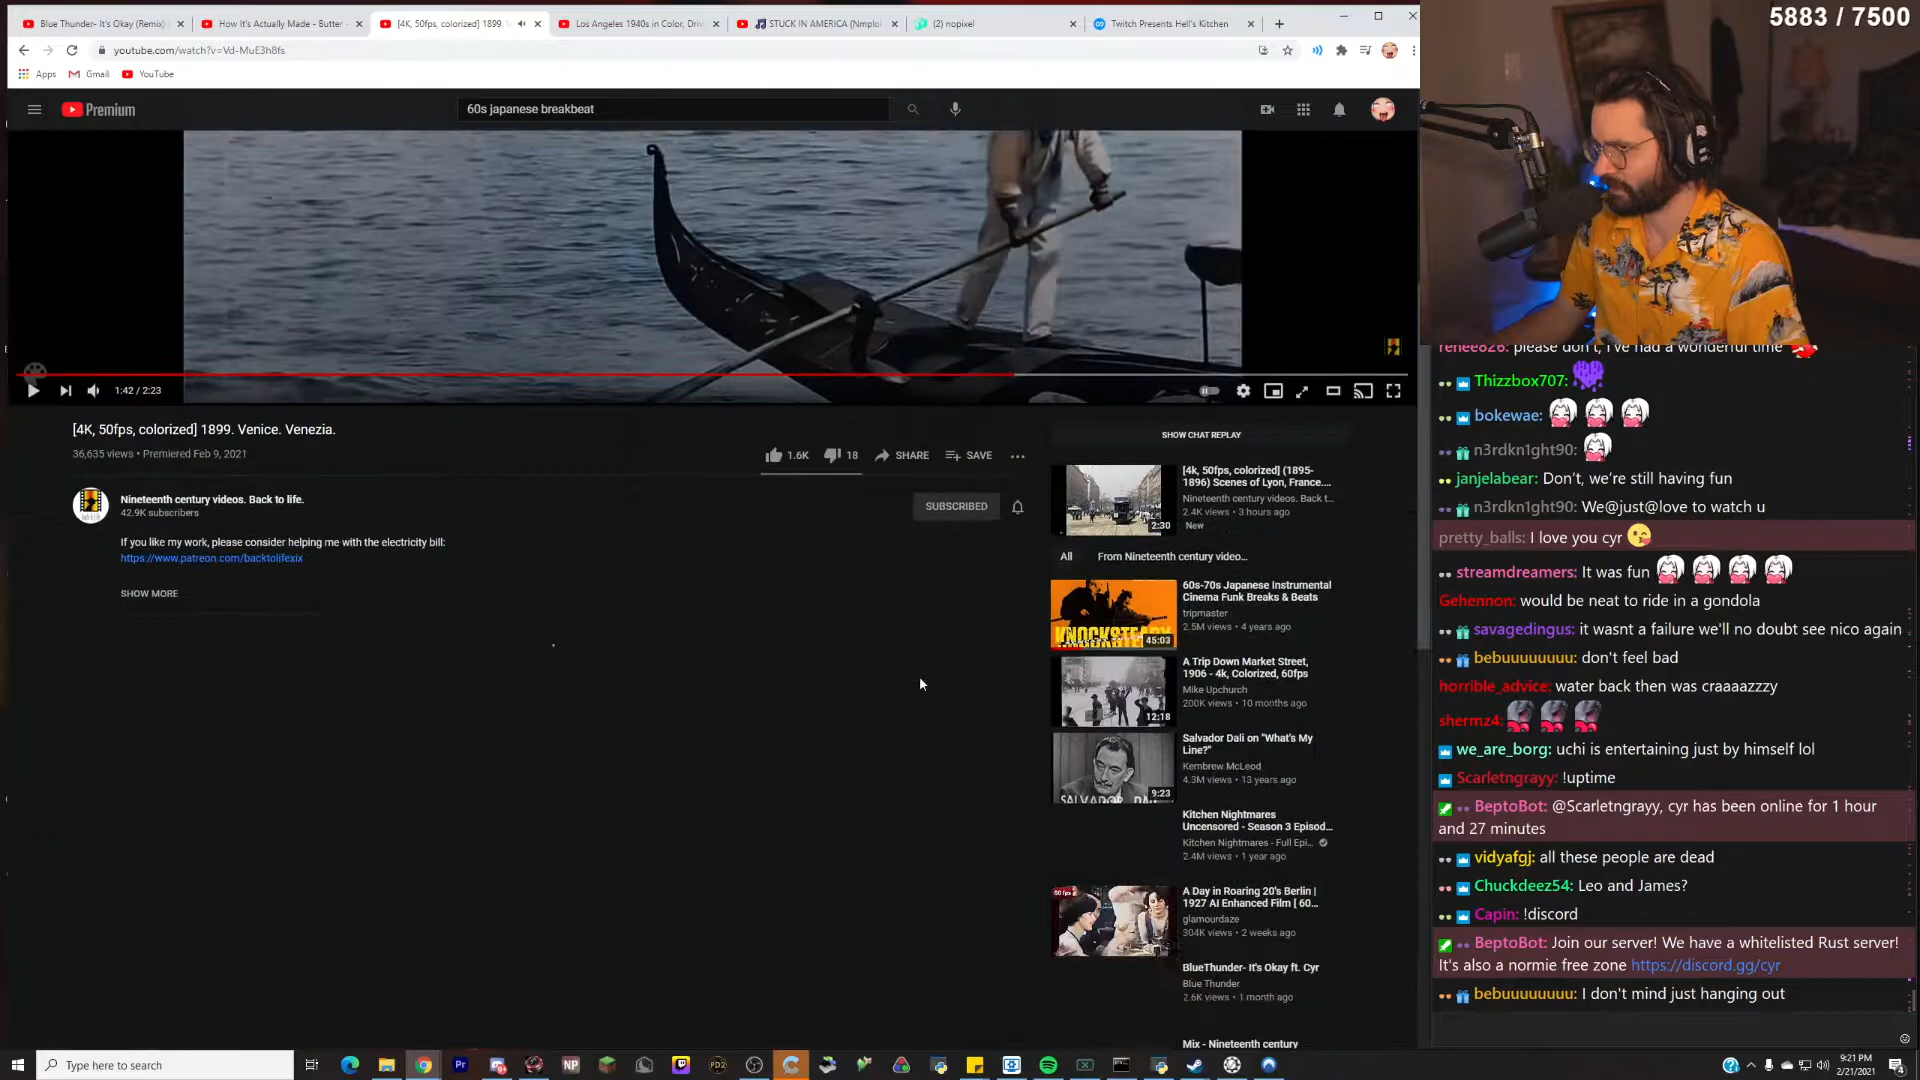 5883 / 7500
Blue Thunder- It's Okay (Remix)
How It's Actually Made - Butter
[4K, 50fps, colorized] 1899.
Los Angeles 1940s in Color, Driv
STUCK IN AMERICA (Nmplo
(2) nopixel
Twitch Presents Hell's Kitchen
youtube.com/watch?v=Vd-MuE3h8fs
Apps
Gmail
YouTube
Premium
60s japanese breakbeat
1:42 / 2:23
[4K, 50fps, colorized] 1899. Venice. Venezia.
36,635 views • Premiered Feb 9, 2021
1.6K
18
SHARE
SAVE
Nineteenth century videos. Back to life.
42.9K subscribers
SUBSCRIBED
If you like my work, please consider helping me with the electricity bill:
https://www.patreon.com/backtolifexix
SHOW MORE
SHOW CHAT REPLAY
[4k, 50fps, colorized] (1895-
1896) Scenes of Lyon, France....
Nineteenth century videos. Back t...
2.4K views • 3 hours ago
New
2:30
All
From Nineteenth century video...
60s-70s Japanese Instrumental
Cinema Funk Breaks & Beats
tripmaster
2.5M views • 4 years ago
KNOCKSTEADY
45:03
A Trip Down Market Street,
1906 - 4k, Colorized, 60fps
Mike Upchurch
200K views • 10 months ago
12:18
Salvador Dali on "What's My
Line?"
Kembrew McLeod
4.3M views • 13 years ago
SALVADOR DA
9:23
Kitchen Nightmares
Uncensored - Season 3 Episod...
Kitchen Nightmares - Full Epi...
2.4M views • 1 year ago
60 fps
A Day in Roaring 20's Berlin |
1927 AI Enhanced Film [ 60...
glamourdaze
304K views • 2 weeks ago
BlueThunder- It's Okay ft. Cyr
Blue Thunder
2.6K views • 1 month ago
Mix - Nineteenth century
renee826: please don't, I've had a wonderful time
Thizzbox707:
bokewae:
n3rdkn1ght90:
janjelabear: Don't, we're still having fun
n3rdkn1ght90: We@just@love to watch u
pretty_balls: I love you cyr
streamdreamers: It was fun
Gehennon: would be neat to ride in a gondola
savagedingus: it wasnt a failure we'll no doubt see nico again
bebuuuuuuuu: don't feel bad
horrible_advice: water back then was craaaazzzy
shermz4:
we_are_borg: uchi is entertaining just by himself lol
Scarletngrayy: !uptime
BeptoBot: @Scarletngrayy, cyr has been online for 1 hour
and 27 minutes
vidyafgj: all these people are dead
Chuckdeez54: Leo and James?
Capin: !discord
BeptoBot: Join our server! We have a whitelisted Rust server!
It's also a normie free zone https://discord.gg/cyr
bebuuuuuuuu: I don't mind just hanging out
Type here to search
Pr
NP
PD2
9:21 PM
2/21/2021